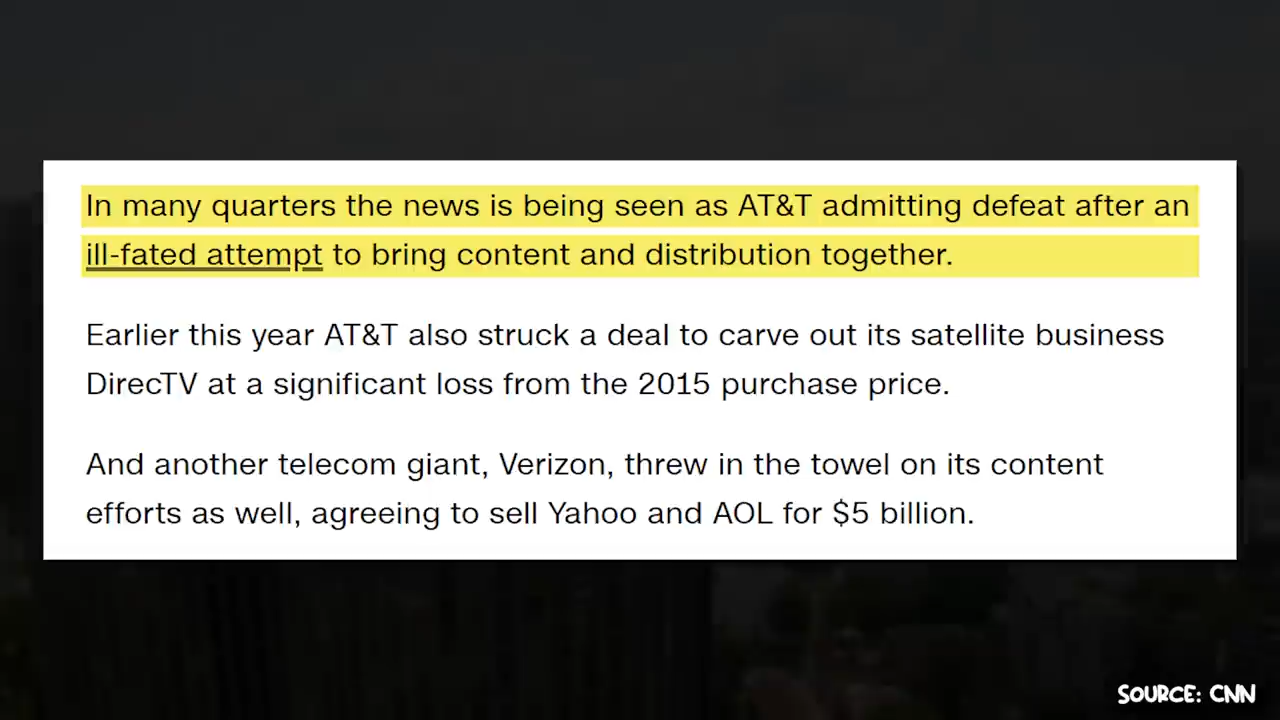 In many quarters the news is being seen as AT&T admitting defeat after an
ill-fated attempt to bring content and distribution together.
Earlier this year AT&T also struck a deal to carve out its satellite business
DirecTV at a significant loss from the 2015 purchase price.
And another telecom giant, Verizon, threw in the towel on its content
efforts as well, agreeing to sell Yahoo and AOL for $5 billion.
SOURCE: CNN